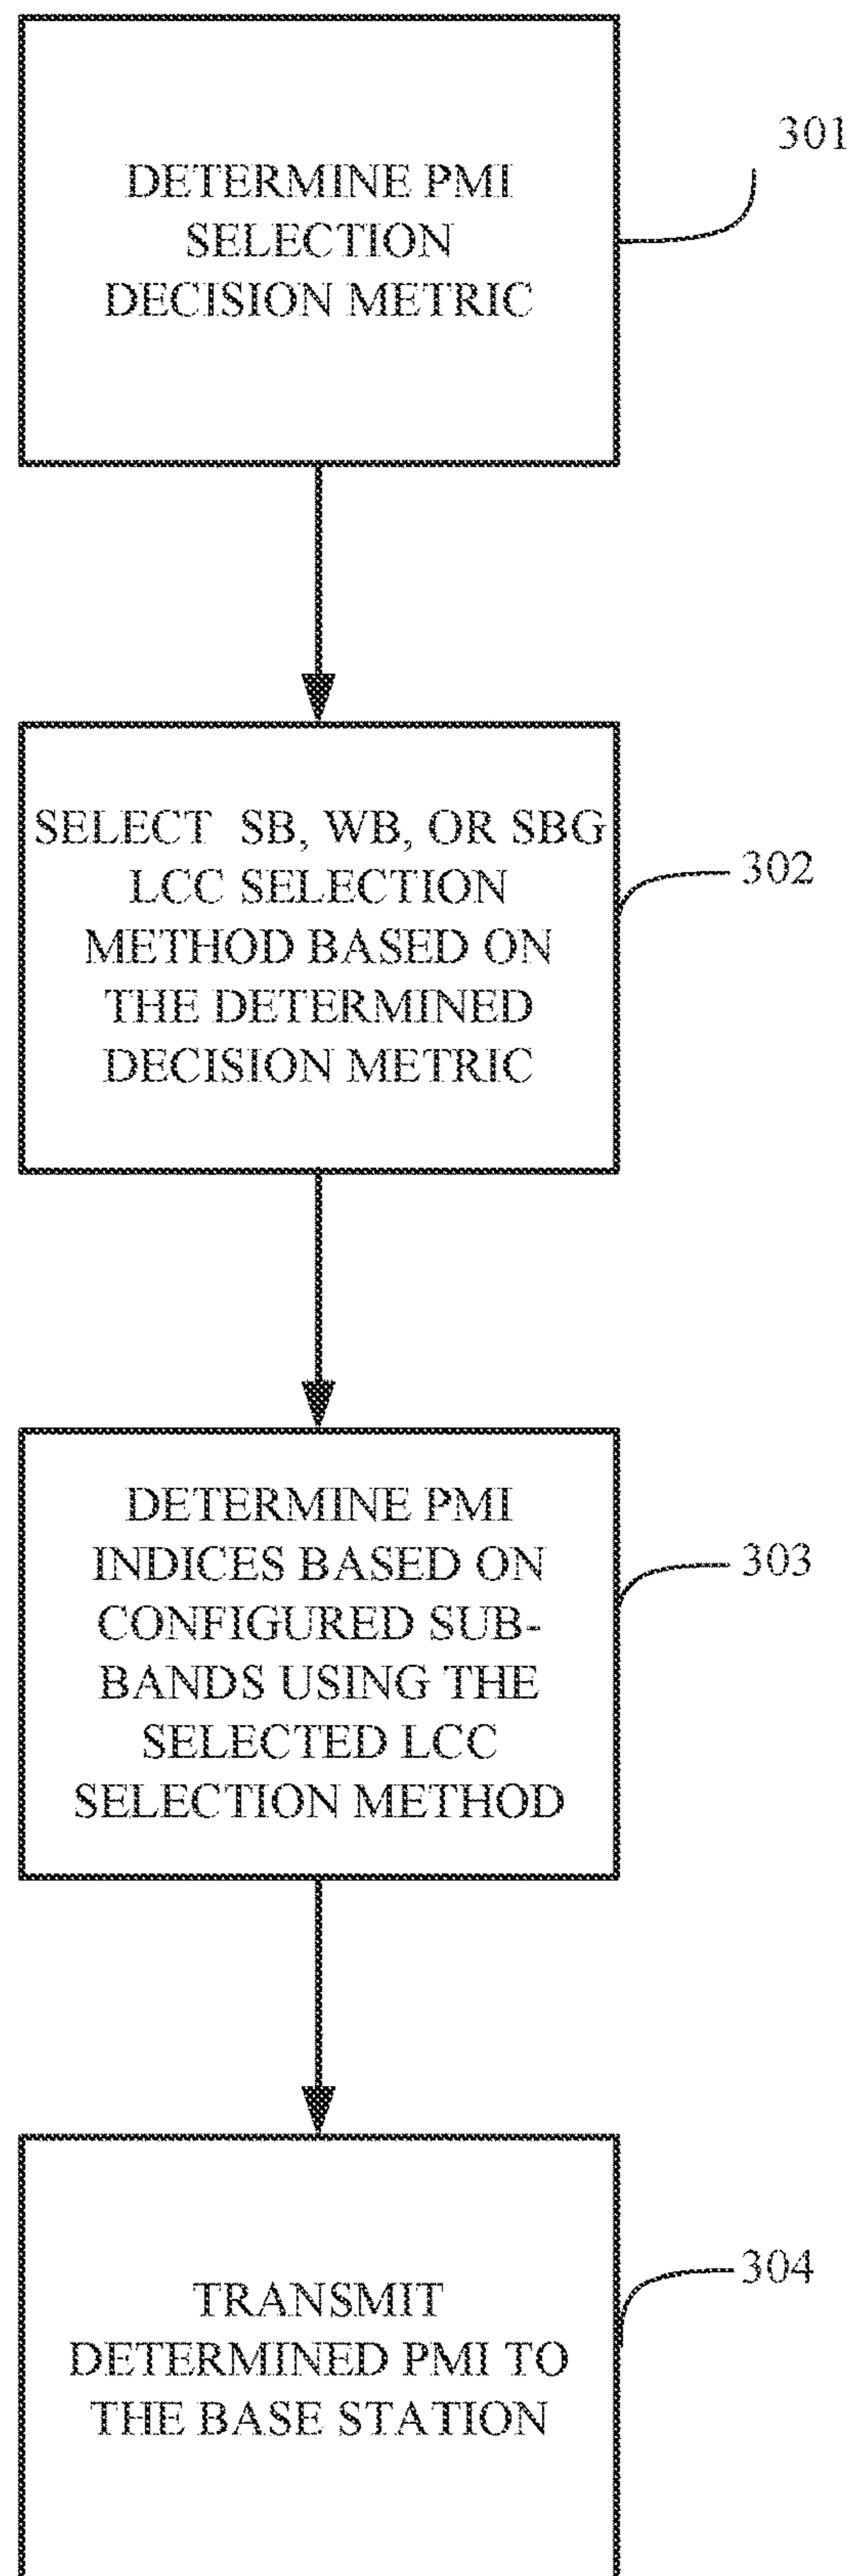 DETERMINE PMI
SELECTION
DECISION METRIC
301
SELECT SB, WB, OR SBG
LCC SELECTION
METHOD BASED ON
THE DETERMINED
DECISION METRIC
302
DETERMINE PMI
INDICES BASED ON
CONFIGURED SUB-
BANDS USING THE
SELECTED LCC
SELECTION METHOD
303
TRANSMIT
DETERMINED PMI TO
THE BASE STATION
304